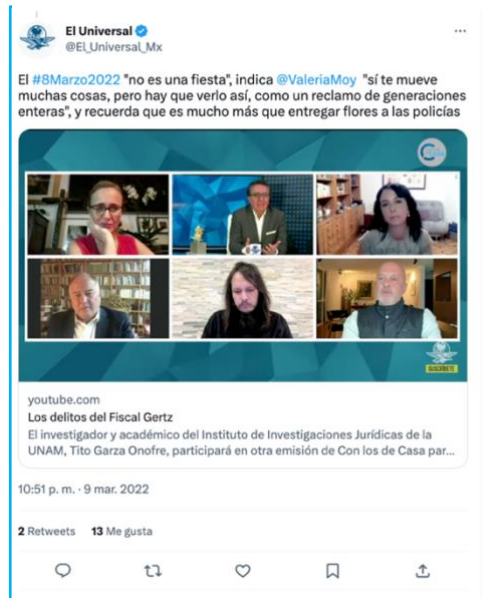 El Universal
@El_Universal_Mx
El #8Marzo2022 "no es una fiesta", indica @ValeriaMoy "sí te mueve
muchas cosas, pero hay que verlo así, como un reclamo de generaciones
enteras", y recuerda que es mucho más que entregar flores a las policías
SUSCRÍBETE
youtube.com
Los delitos del Fiscal Gertz
El investigador y académico del Instituto de Investigaciones Jurídicas de la
UNAM, Tito Garza Onofre, participará en otra emisión de Con los de Casa par...
10:51 p. m. · 9 mar. 2022
2 Retweets 13 Me gusta